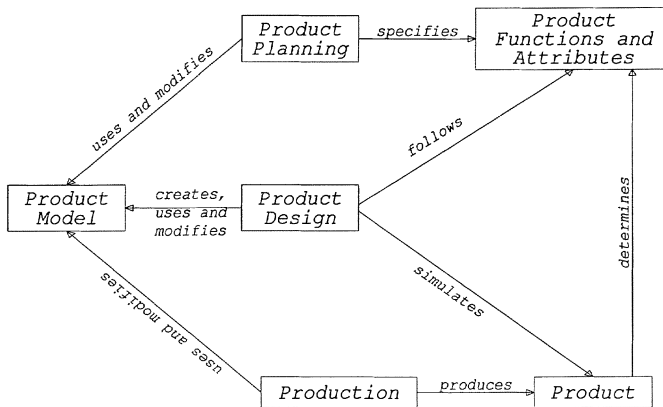 Product
Planning
specifies
Product
Functions and
Attributes
uses and modifies
follows
Product
Model
creates,
uses and
modifies
Product
Design
determines
simulates
uses and modifies
Production
produces
Product